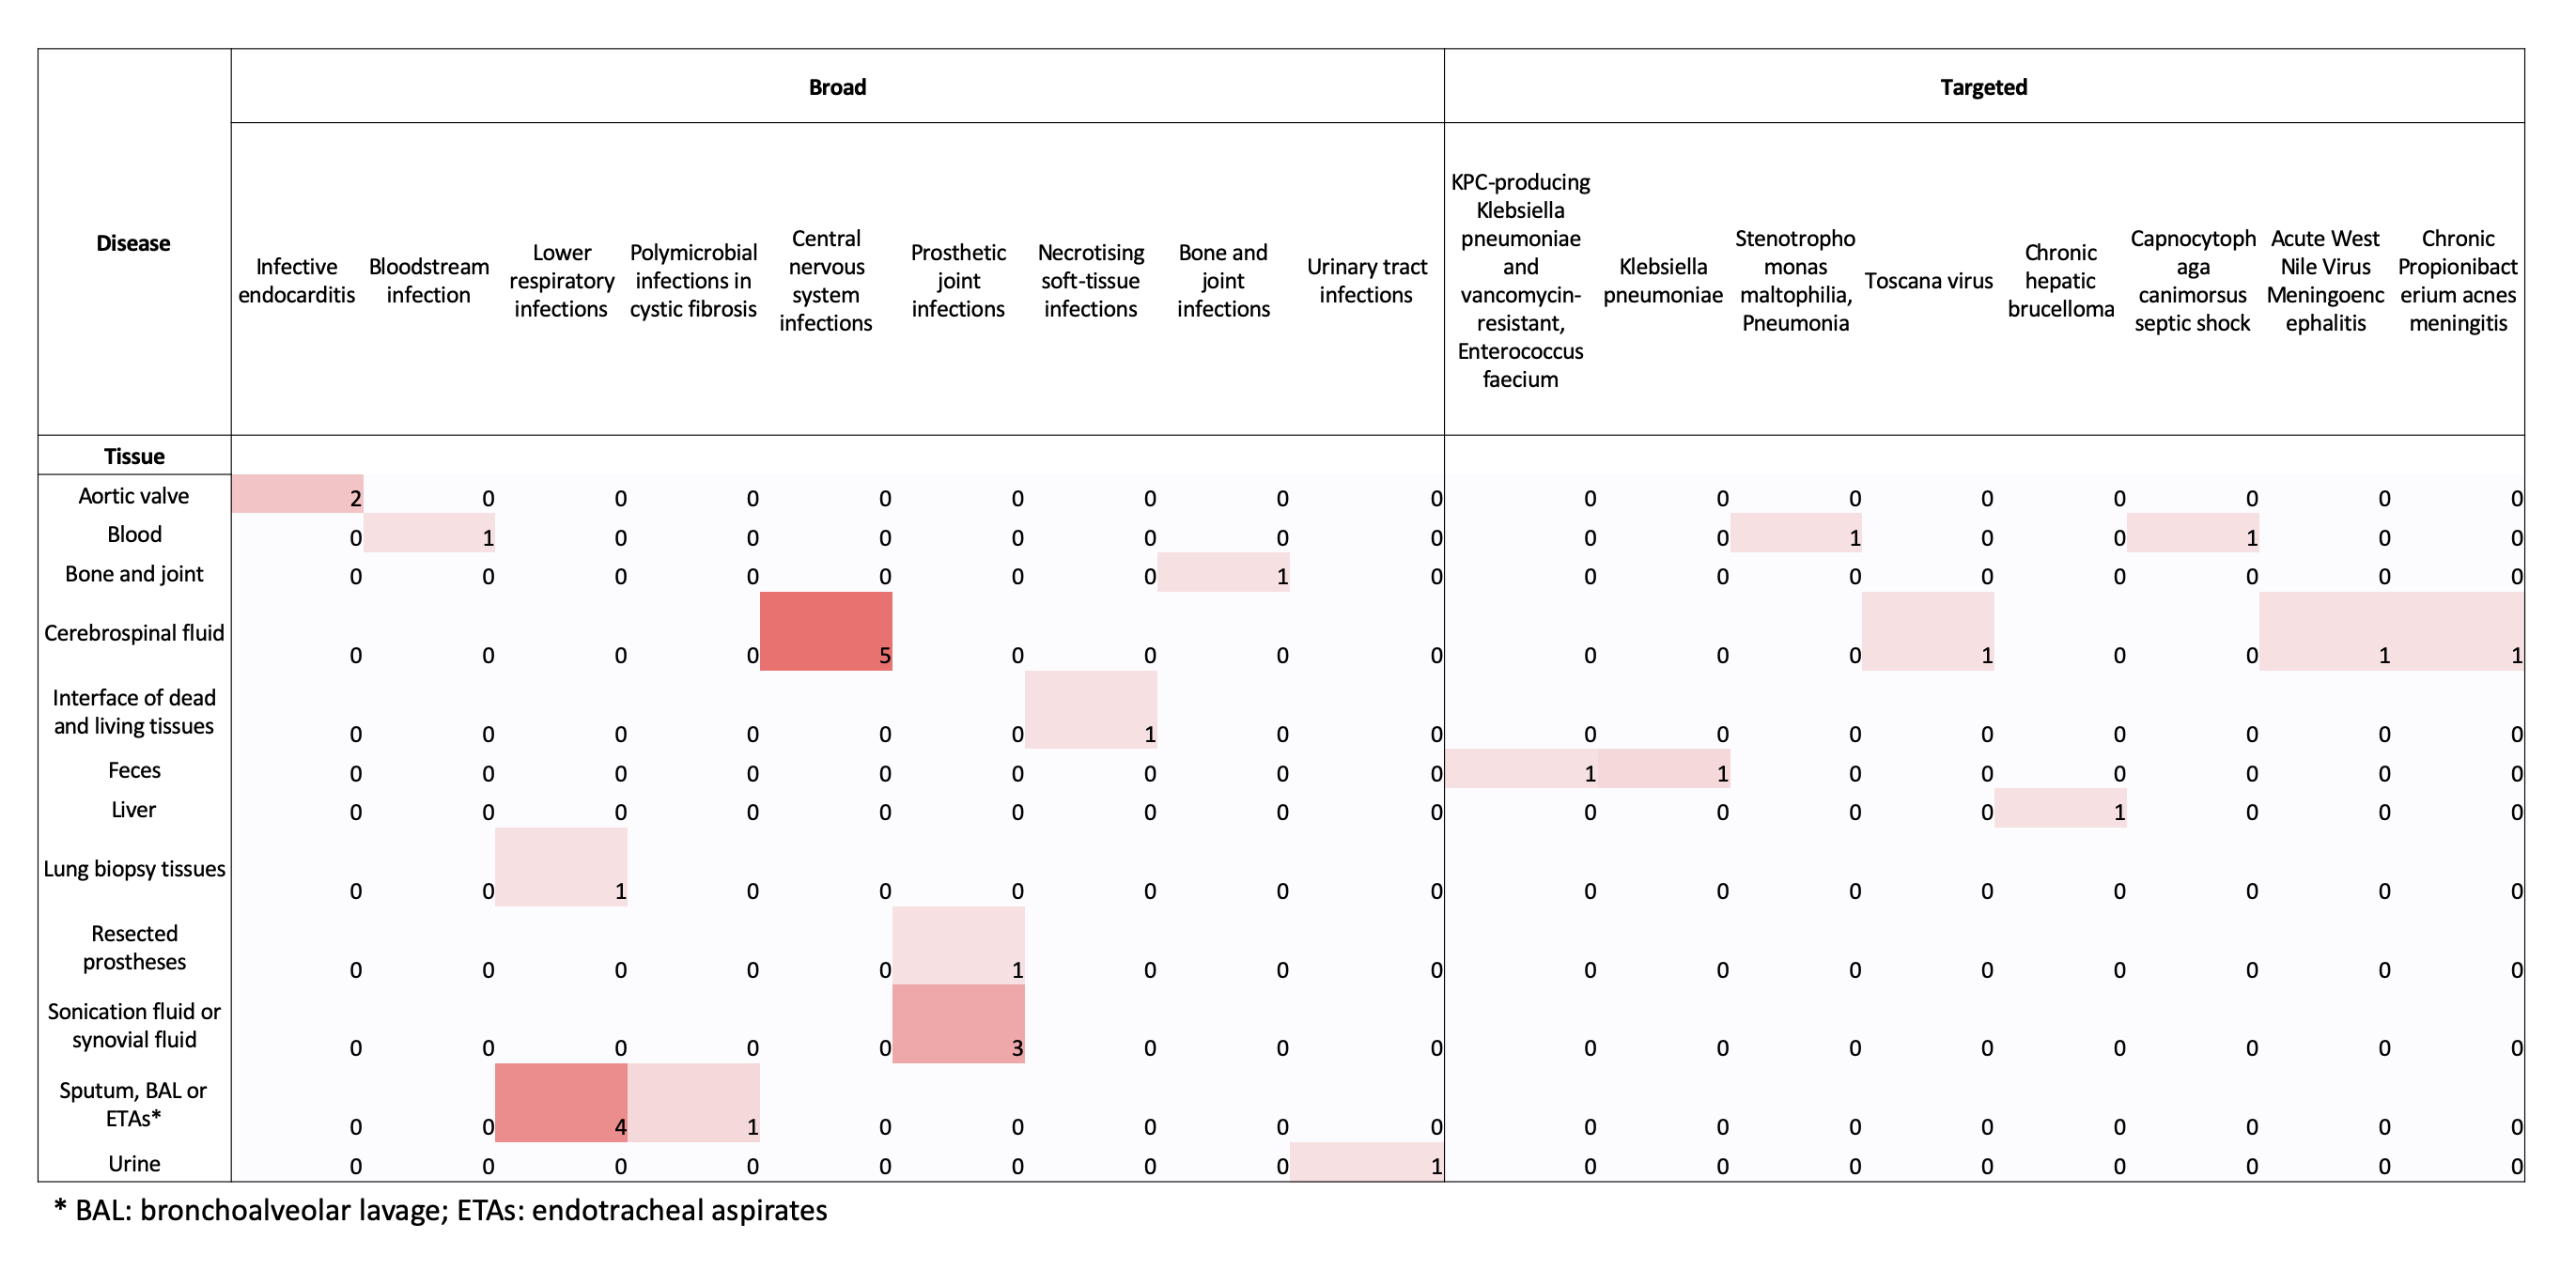 Broad
Targeted
Disease
Infective
endocarditis
Bloodstream
infection
Lower
respiratory
infections
Polymicrobial
infections in
cystic fibrosis
Central
nervous
system
infections
Prosthetic
joint
infections
Necrotising
soft-tissue
infections
Bone and
joint
infections
Urinary tract
infections
KPC-producing
Klebsiella
pneumoniae
and
vancomycin-
resistant,
Enterococcus
faecium
Klebsiella
pneumoniae
Stenotropho
monas
maltophilia,
Pneumonia
Toscana virus
Chronic
hepatic
brucelloma
Capnocytoph
aga
canimorsus
septic shock
Acute West
Nile Virus
Meningoenc
ephalitis
Chronic
Propionibact
erium acnes
meningitis
Tissue
Aortic valve 2 0 0 0 0 0 0 0 0 0 0 0 0 0 0 0 0
Blood 0 1 0 0 0 0 0 0 0 0 0 1 0 0 1 0 0
Bone and joint 0 0 0 0 0 0 0 1 0 0 0 0 0 0 0 0 0
Cerebrospinal fluid 0 0 0 0 5 0 0 0 0 0 0 0 1 0 0 1 1
Interface of dead
and living tissues 0 0 0 0 0 0 1 0 0 0 0 0 0 0 0 0 0
Feces 0 0 0 0 0 0 0 0 0 1 1 0 0 0 0 0 0
Liver 0 0 0 0 0 0 0 0 0 0 0 0 0 1 0 0 0
Lung biopsy tissues 0 0 1 0 0 0 0 0 0 0 0 0 0 0 0 0 0
Resected
prostheses 0 0 0 0 0 1 0 0 0 0 0 0 0 0 0 0 0
Sonication fluid or
synovial fluid 0 0 0 0 0 3 0 0 0 0 0 0 0 0 0 0 0
Sputum, BAL or
ETAs* 0 0 4 1 0 0 0 0 0 0 0 0 0 0 0 0 0
Urine 0 0 0 0 0 0 0 0 1 0 0 0 0 0 0 0 0
* BAL: bronchoalveolar lavage; ETAs: endotracheal aspirates